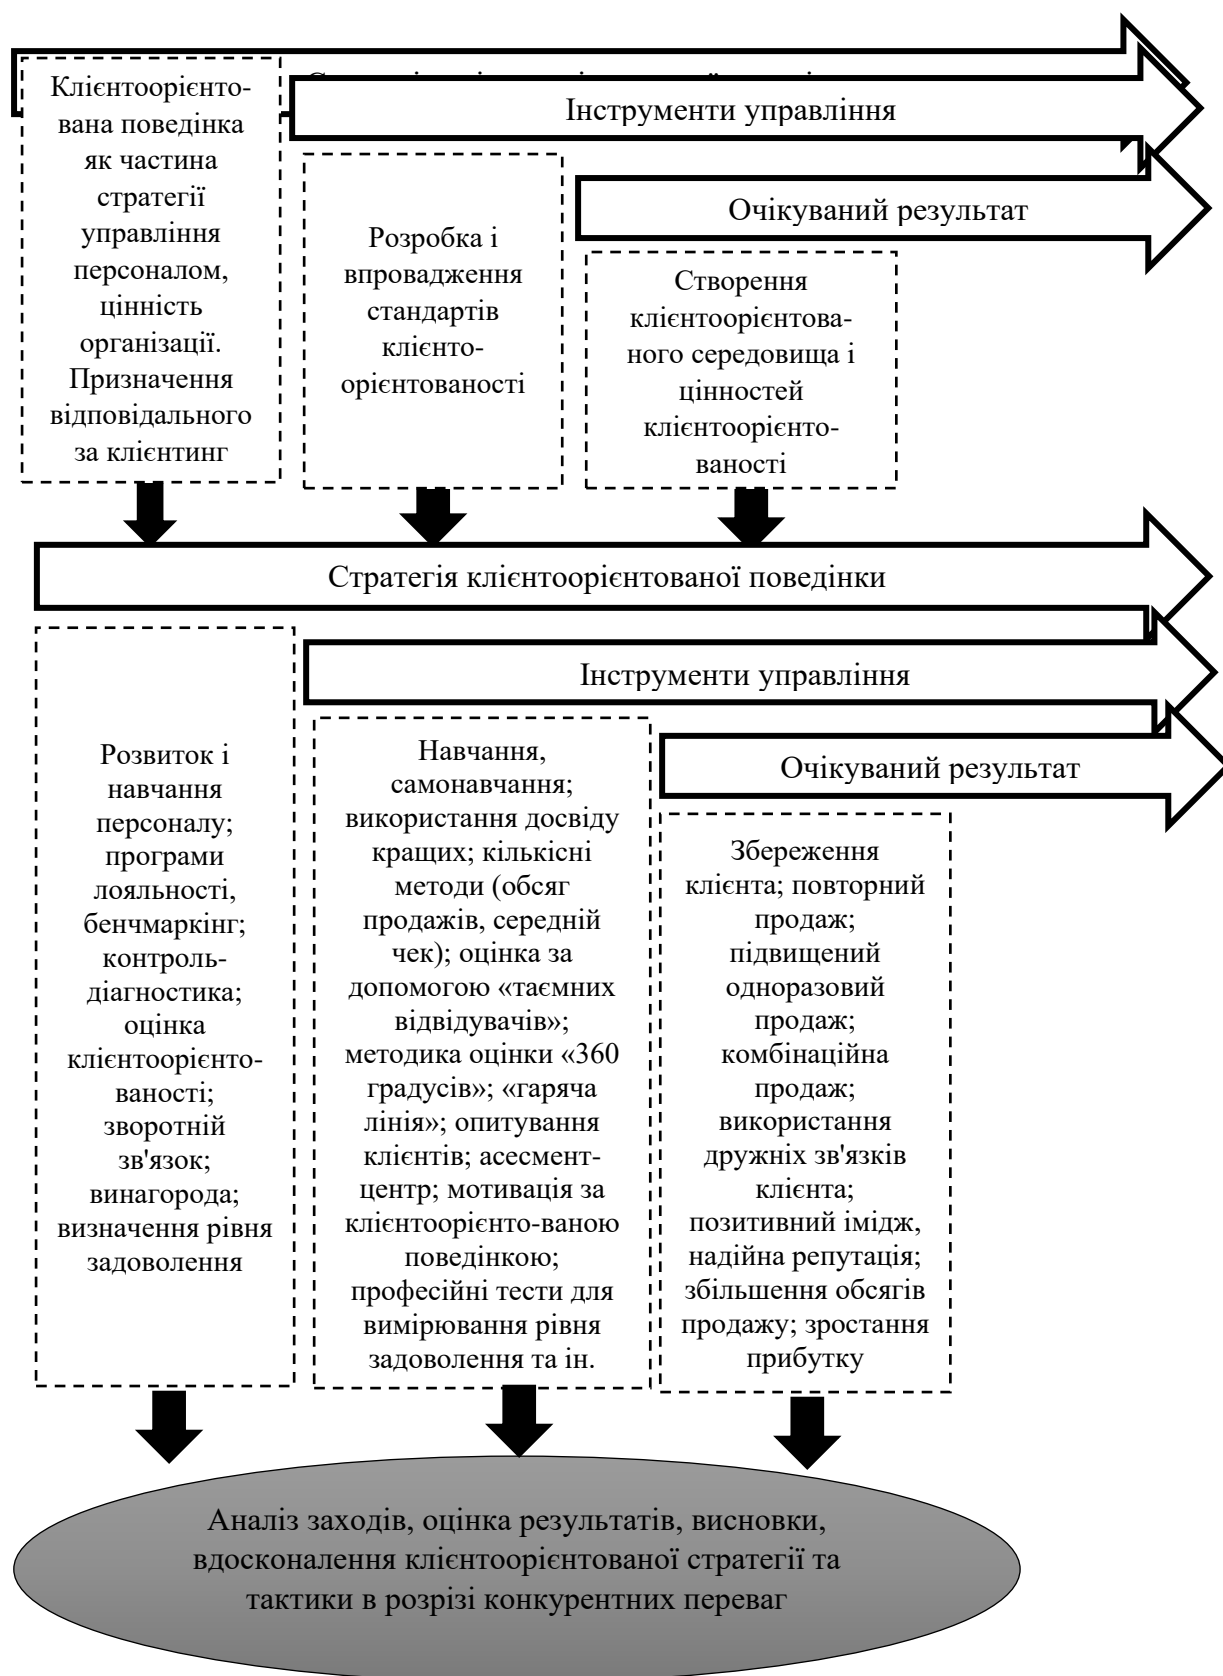 Клієнтоорієнто-
вана поведінка
як частина
стратегії
управління
персоналом,
цінність
організації.
Призначення
відповідального
за клієнтинг
Інструменти управління
Розробка і
впровадження
стандартів
клієнто-
орієнтованості
Очікуваний результат
Створення
клієнтоорієнтова-
ного середовища і
цінностей
клієнтоорієнто-
ваності
Стратегія клієнтоорієнтованої поведінки
Розвиток і
навчання
персоналу;
програми
лояльності,
бенчмаркінг;
контроль-
діагностика;
оцінка
клієнтоорієнто-
ваності;
зворотній
зв'язок;
винагорода;
визначення рівня
задоволення
Інструменти управління
Навчання,
самонавчання;
використання досвіду
кращих; кількісні
методи (обсяг
продажів, середній
чек); оцінка за
допомогою «таємних
відвідувачів»;
методика оцінки «360
градусів»; «гаряча
лінія»; опитування
клієнтів; асесмент-
центр; мотивація за
клієнтоорієнто-ваною
поведінкою;
професійні тести для
вимірювання рівня
задоволення та ін.
Очікуваний результат
Збереження
клієнта; повторний
продаж;
підвищений
одноразовий
продаж;
комбінаційна
продаж;
використання
дружніх зв'язків
клієнта;
позитивний імідж,
надійна репутація;
збільшення обсягів
продажу; зростання
прибутку
Аналіз заходів, оцінка результатів, висновки,
вдосконалення клієнтоорієнтованої стратегії та
тактики в розрізі конкурентних переваг